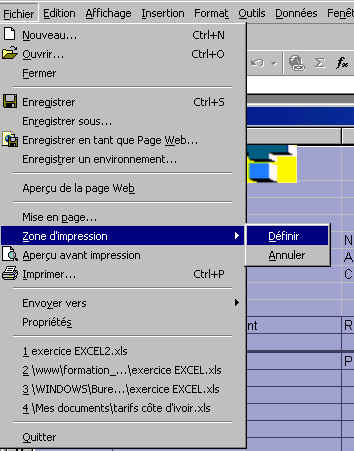 Fichier Edition Affichage Insertion Format Outils Données Fenêt
Nouveau... Ctrl+N
Ouvrir... Ctrl+O
Fermer
Enregistrer Ctrl+S
Enregistrer sous...
Enregistrer en tant que Page Web...
Enregistrer un environnement...
Aperçu de la page Web
Mise en page...
Zone d'impression
Définir
Aperçu avant impression
Annuler
Imprimer... Ctrl+P
Envoyer vers
Propriétés
1 exercice EXCEL2.xls
2 \www\formation_...\exercice EXCEL.xls
3 \WINDOWS\Bure...\exercice EXCEL.xls
4 \Mes documents\tarifs côte d'ivoir.xls
Quitter
N
A
C
nt
R
P